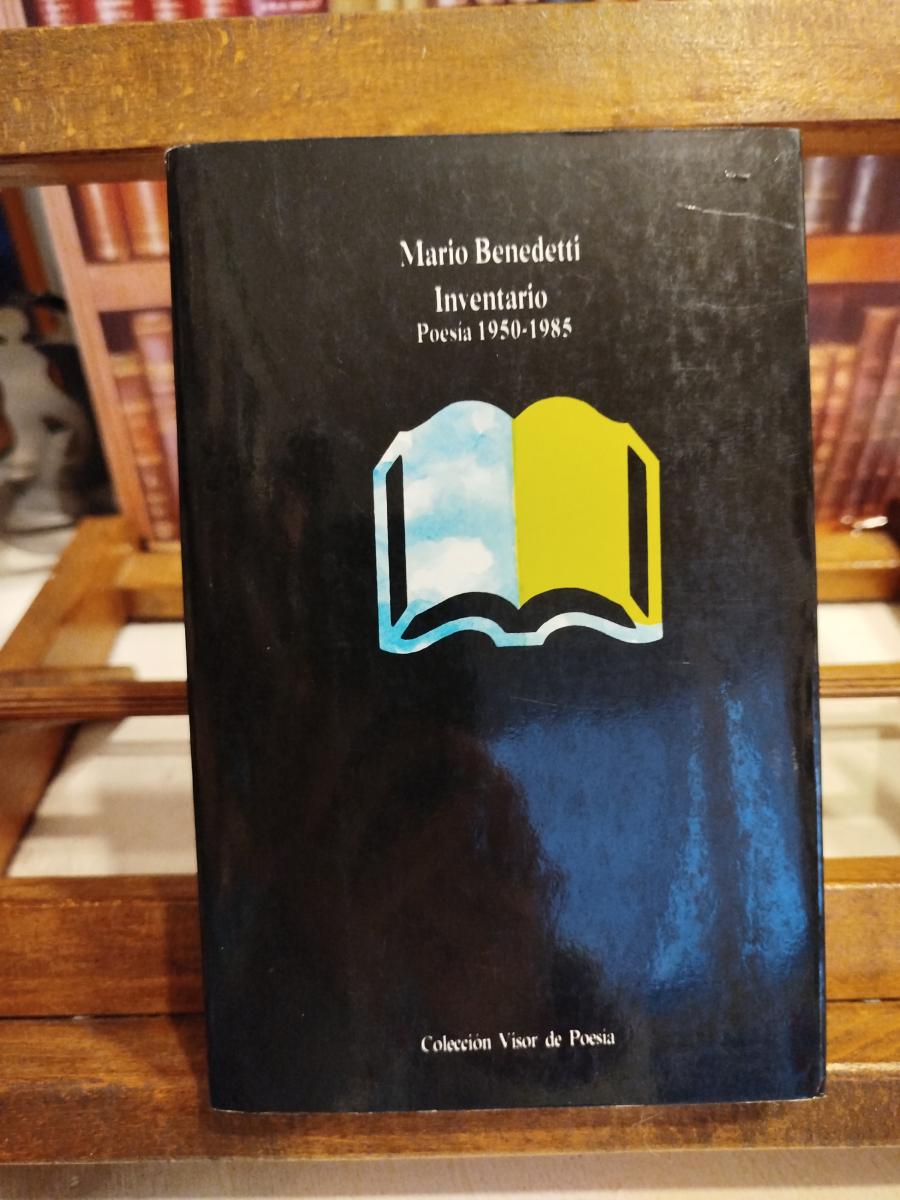 Mario Benedetti
Inventario
Poesía 1950-1985
Colección Visor de Poesía